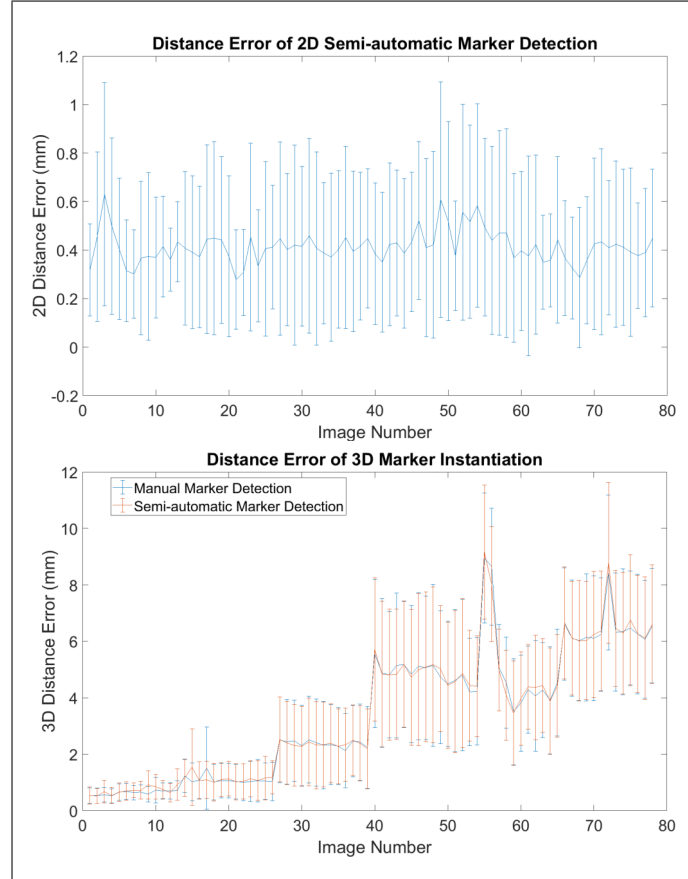 Distance Error of 2D Semi-automatic Marker Detection
1.2
1
0.8
0.6
0.4
0.2
0
-0.2
2D Distance Error (mm)
0 10 20 30 40 50 60 70 80
Image Number
Distance Error of 3D Marker Instantiation
12
10
8
6
4
2
0
3D Distance Error (mm)
Manual Marker Detection
Semi-automatic Marker Detection
0 10 20 30 40 50 60 70 80
Image Number